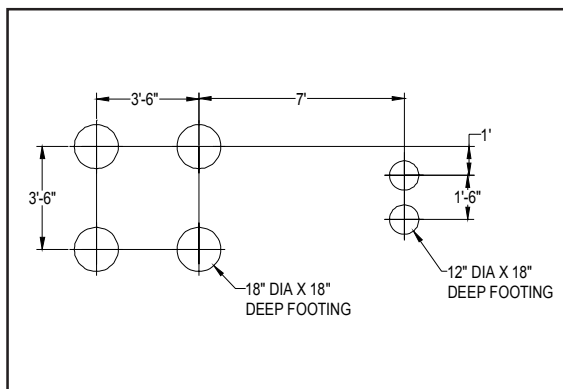 3'-6"
7'
1'
3'-6"
1'-6"
18" DIA X 18"
DEEP FOOTING
12" DIA X 18"
DEEP FOOTING